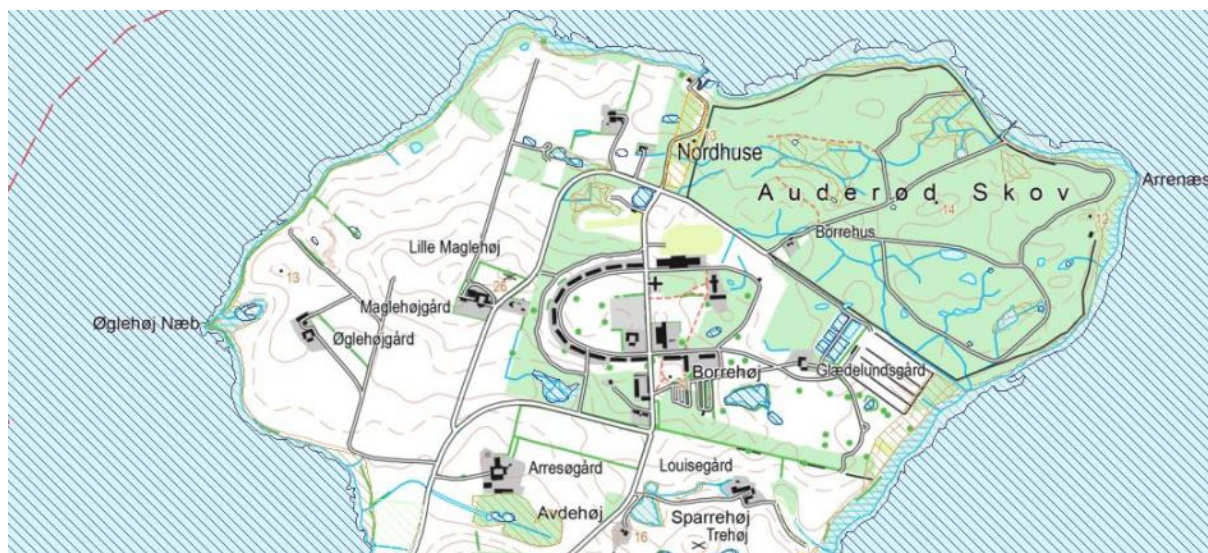 Nordhuse
13
Auderød Skov
Arrenæs
14
12
Borrehus
Lille Maglehøj
13
26
Maglehøjgård
Øglehøj Næb
Øglehøjgård
Borrehøj
Glædelundsgård
Arresøgård
Louisegård
Avdehøj
Sparrehøj
Trehøj
16